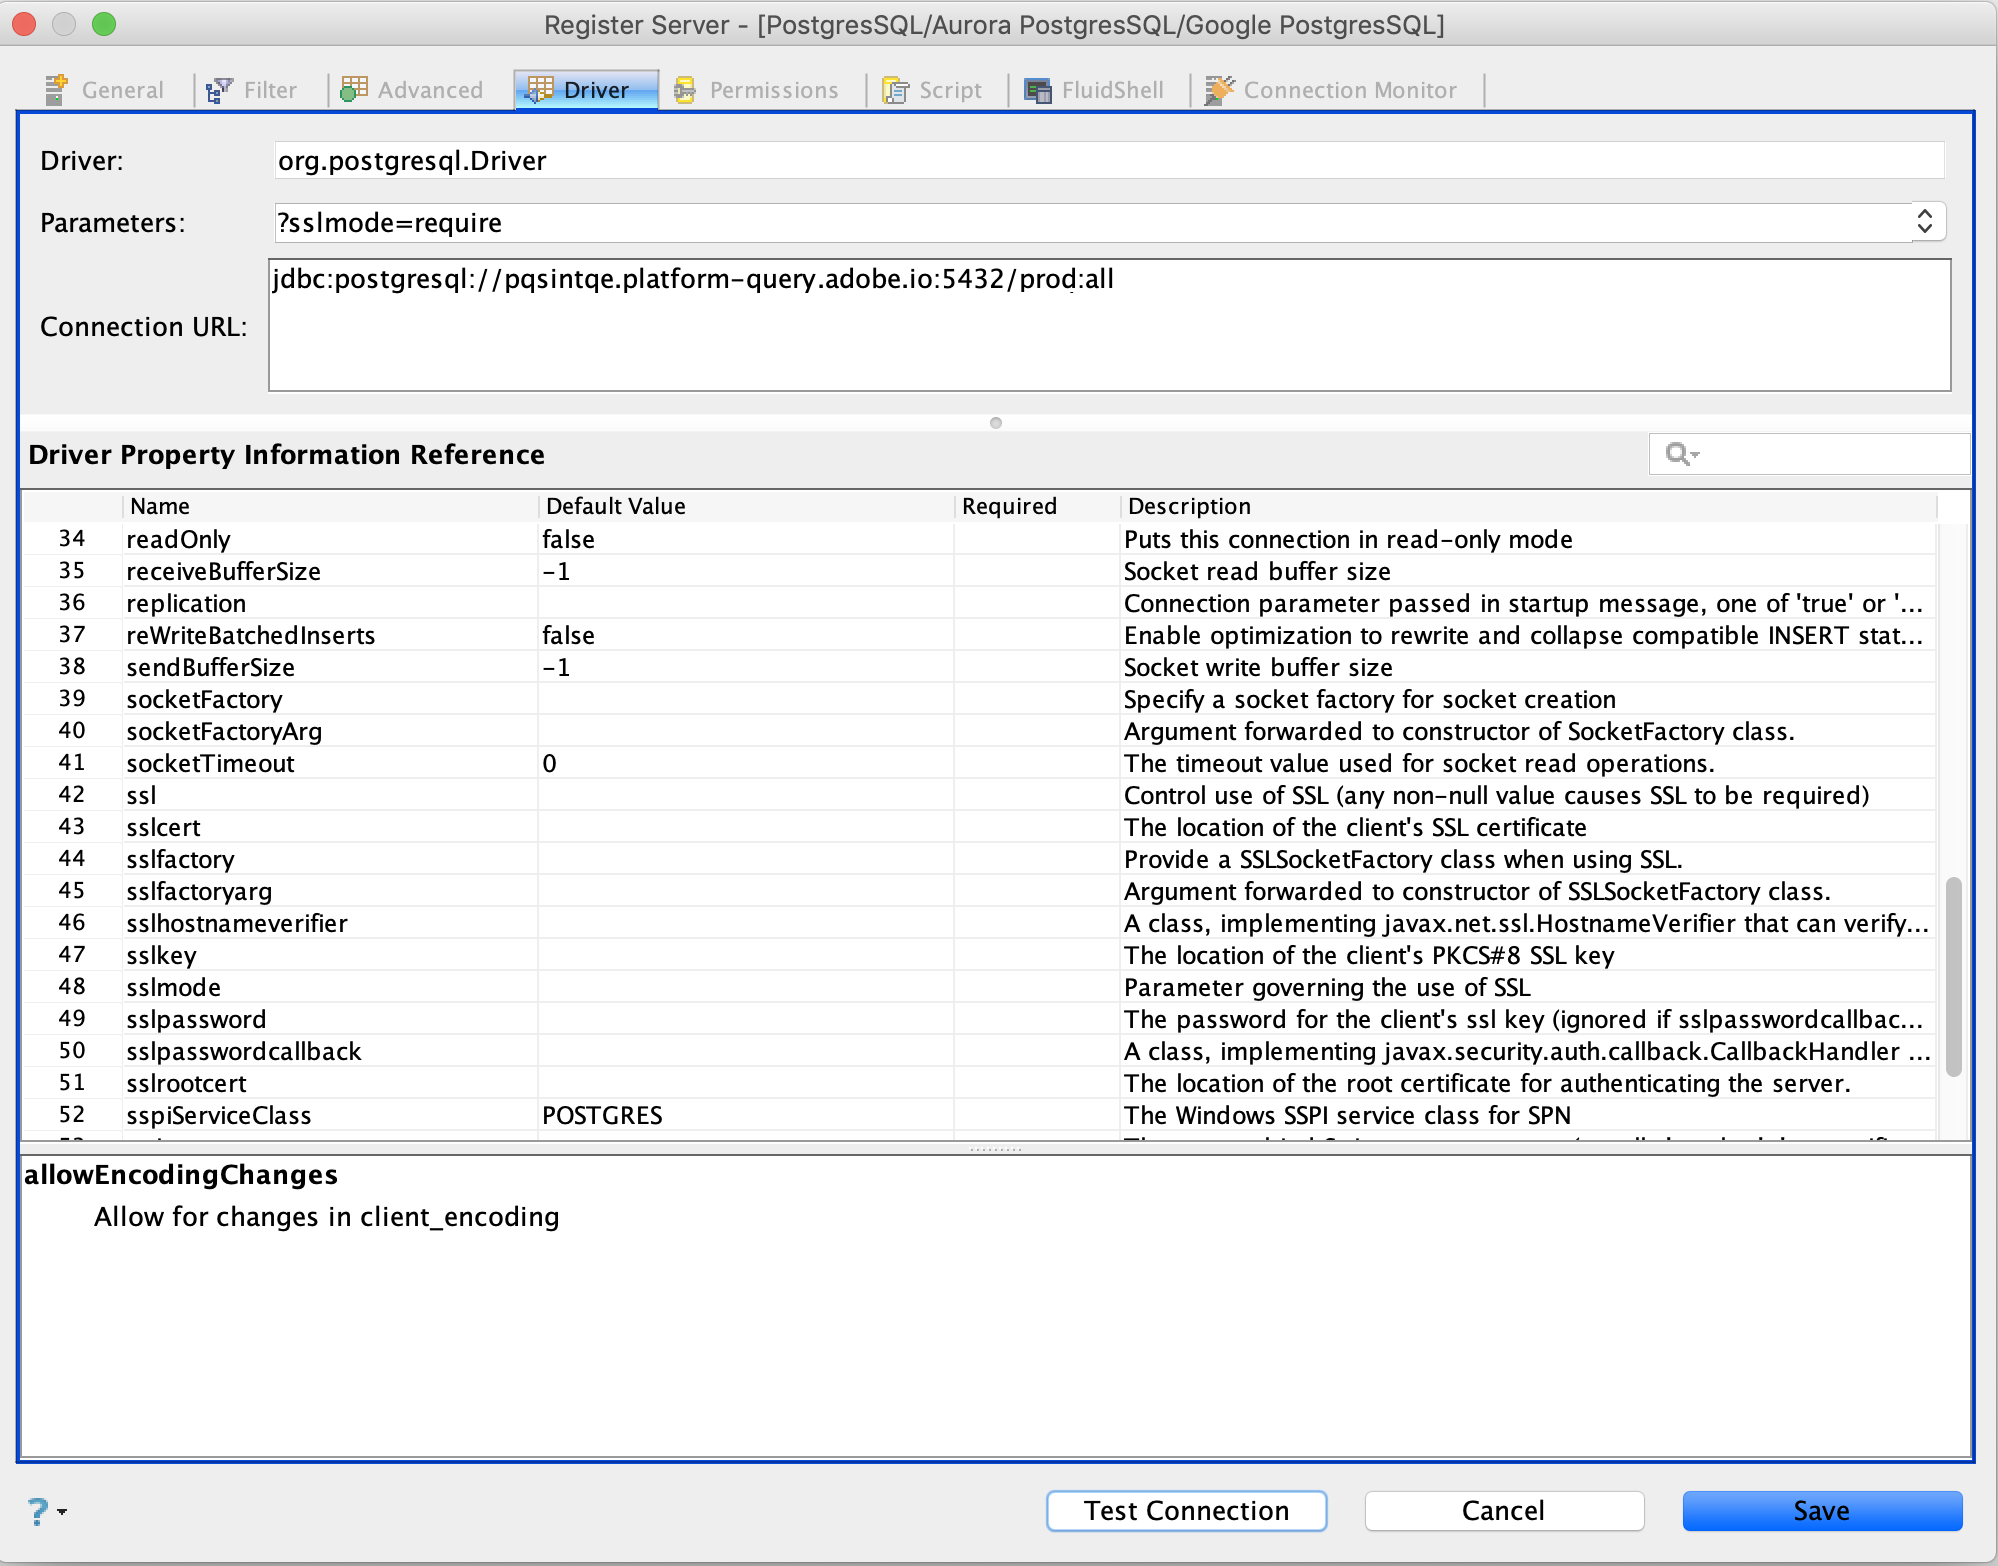 Register Server - [PostgresSQL/Aurora PostgresSQL/Google PostgresSQL]
General Filter Advanced Driver Permissions Script FluidShell Connection Monitor
Driver: org.postgresql.Driver
Parameters: ?sslmode=require
jdbc:postgresql://pqsintqe.platform-query.adobe.io:5432/prod:all
Connection URL:
Driver Property Information Reference
Name Default Value Required Description
34 readOnly false Puts this connection in read-only mode
35 receiveBufferSize -1 Socket read buffer size
36 replication Connection parameter passed in startup message, one of 'true' or '...
37 reWriteBatchedInserts false Enable optimization to rewrite and collapse compatible INSERT stat...
38 sendBufferSize -1 Socket write buffer size
39 socketFactory Specify a socket factory for socket creation
40 socketFactoryArg Argument forwarded to constructor of SocketFactory class.
41 socketTimeout 0 The timeout value used for socket read operations.
42 ssl Control use of SSL (any non-null value causes SSL to be required)
43 sslcert The location of the client's SSL certificate
44 sslfactory Provide a SSLSocketFactory class when using SSL.
45 sslfactoryarg Argument forwarded to constructor of SSLSocketFactory class.
46 sslhostnameverifier A class, implementing javax.net.ssl.HostnameVerifier that can verify...
47 sslkey The location of the client's PKCS#8 SSL key
48 sslmode Parameter governing the use of SSL
49 sslpassword The password for the client's ssl key (ignored if sslpasswordcallbac...
50 sslpasswordcallback A class, implementing javax.security.auth.callback.CallbackHandler ...
51 sslrootcert The location of the root certificate for authenticating the server.
52 sspiServiceClass POSTGRES The Windows SSPI service class for SPN
allowEncodingChanges
Allow for changes in client_encoding
? Test Connection Cancel Save